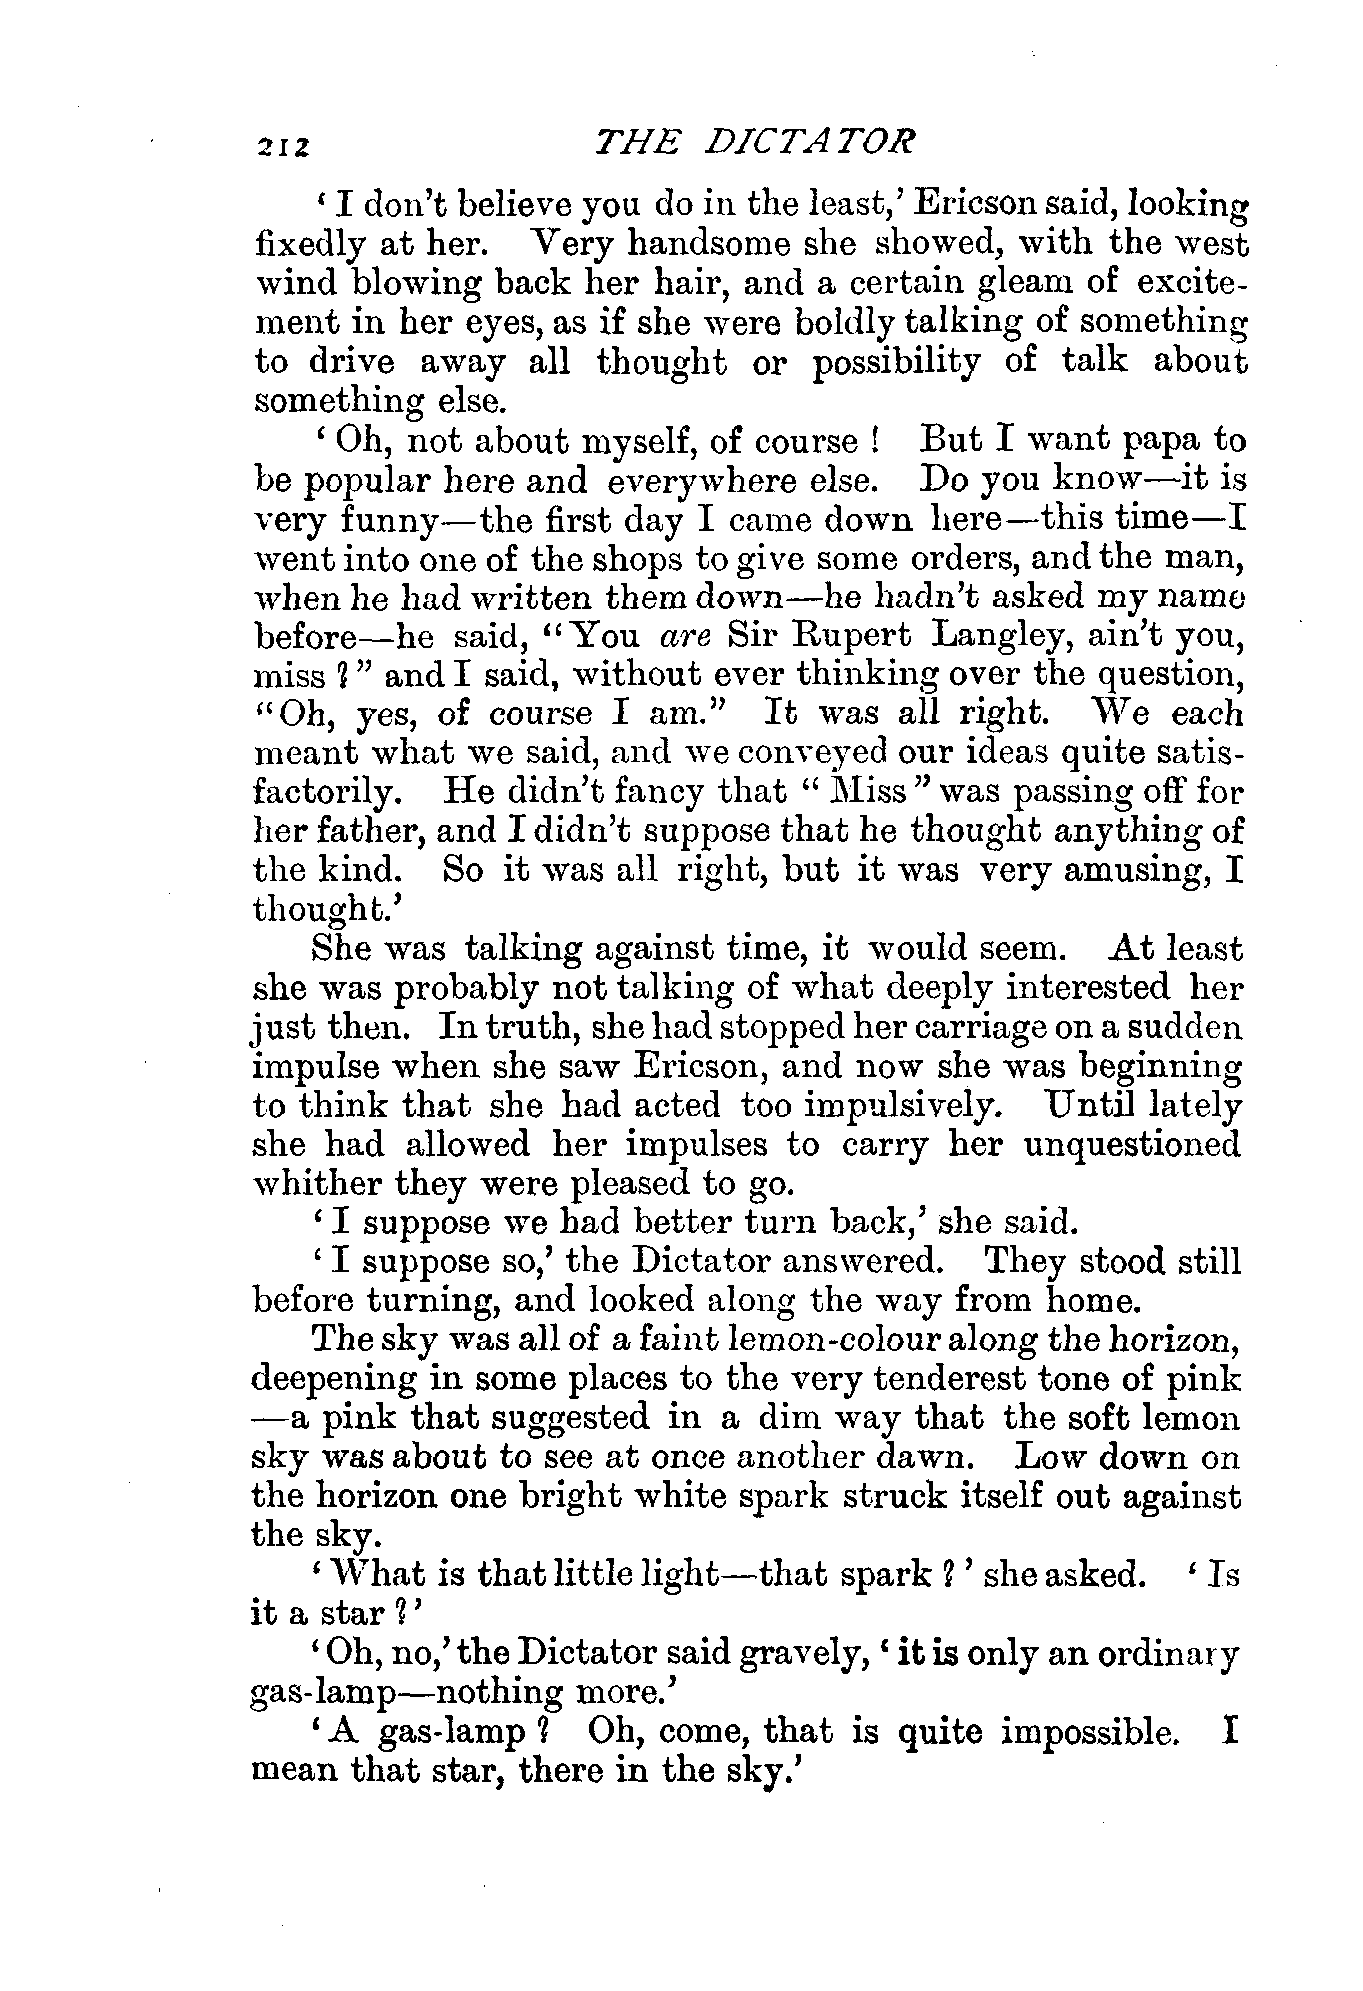 212 THE DICTATOR
‘I don't believe you do in the least,’ Ericson said, looking
fixedly at her. Very handsome she showed, with the west
wind blowing back her hair, and a certain gleam of excite-
ment in her eyes, as if she were boldly talking of something
to drive away all thought or possibility of talk about
something else.
‘Oh, not about myself, of course! But I want papa to
be popular here and everywhere else. Do you know—it is
very funny—the first day I came down here—this time—I
went into one of the shops to give some orders, and the man,
when he had written them down—he hadn't asked my name
before—he said, “You are Sir Rupert Langley, ain't you,
miss?” and I said, without ever thinking over the question,
“Oh, yes, of course I am.” It was all right. We each
meant what we said, and we conveyed our ideas quite satis-
factorily. He didn't fancy that “Miss” was passing off for
her father, and I didn't suppose that he thought anything of
the kind. So it was all right, but it was very amusing, I
thought.’
She was talking against time, it would seem. At least
she was probably not talking of what deeply interested her
just then. In truth, she had stopped her carriage on a sudden
impulse when she saw Ericson, and now she was beginning
to think that she had acted too impulsively. Until lately
she had allowed her impulses to carry her unquestioned
whither they were pleased to go.
‘I suppose we had better turn back,’ she said.
‘I suppose so,’ the Dictator answered. They stood still
before turning, and looked along the way from home.
The sky was all of a faint lemon-colour along the horizon,
deepening in some places to the very tenderest tone of pink
—a pink that suggested in a dim way that the soft lemon
sky was about to see at once another dawn. Low down on
the horizon one bright white spark struck itself out against
the sky.
‘What is that little light—that spark?’ she asked. ‘Is
it a star?’
‘Oh, no,’ the Dictator said gravely, ‘it is only an ordinary
gas-lamp—nothing more.’
‘A gas-lamp? Oh, come, that is quite impossible. I
mean that star, there in the sky.’